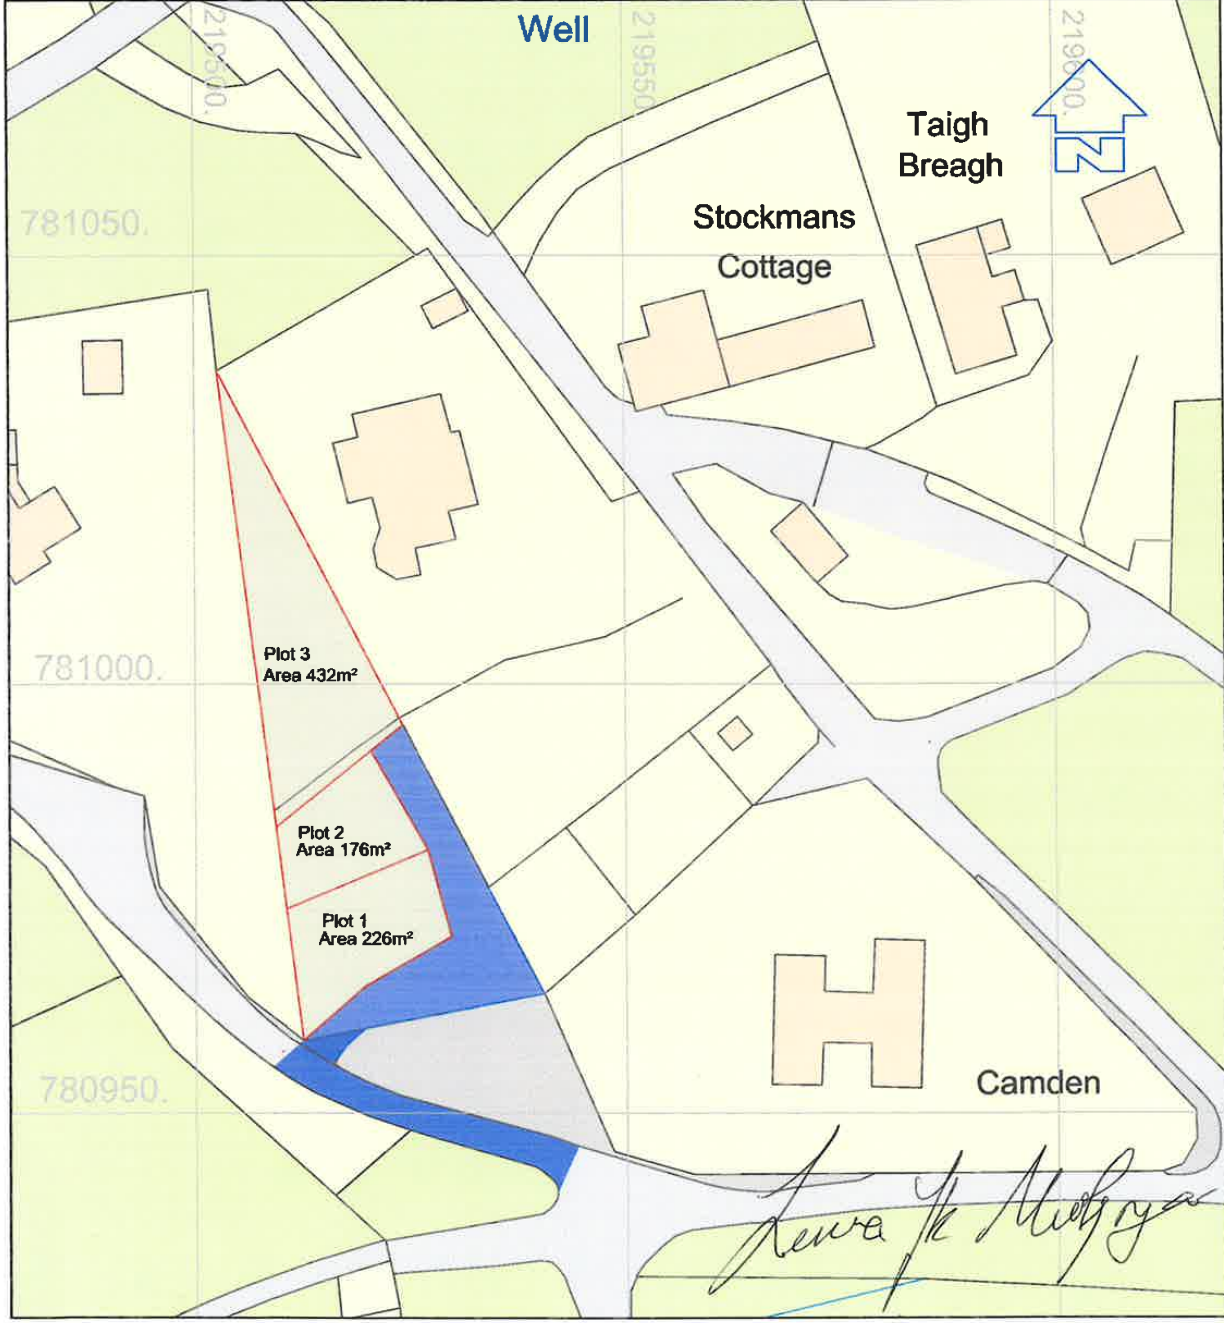 Well
219500.
219550
219600.
N
Taigh
Breagh
781050.
Stockmans
Cottage
Plot 3
Area 432m²
781000.
Plot 2
Area 176m²
Plot 1
Area 226m²
780950.
Camden